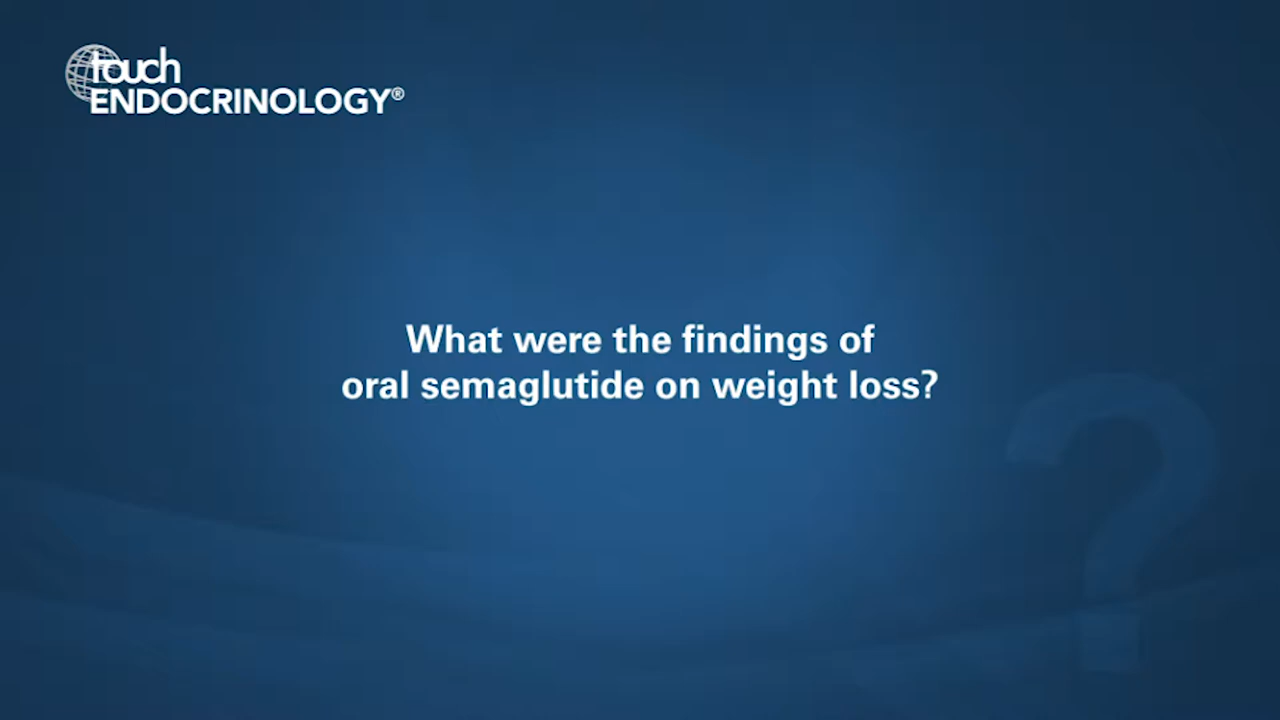 touch
ENDOCRINOLOGY®
What were the findings of
oral semaglutide on weight loss?